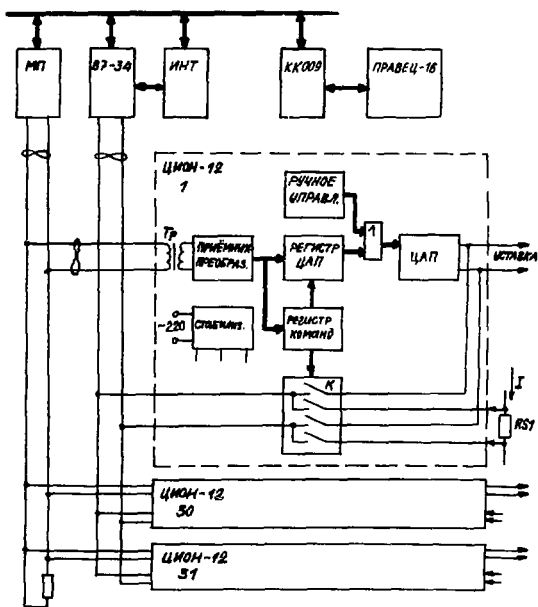 МП
В7-34
ИНТ
КК009
ПРАВЕЦ-16
ЦИОН-12
1
РУЧНОЕ
УПРАВЛ.
Тр
ПРИЁМНИК
ПРЕОБРАЗ.
РЕГИСТР
ЦАП
1
ЦАП
УСТАВКА
~220
СТАБИЛИЗ.
РЕГИСТР
КОМАНД
К
I
RS1
ЦИОН-12
30
ЦИОН-12
31